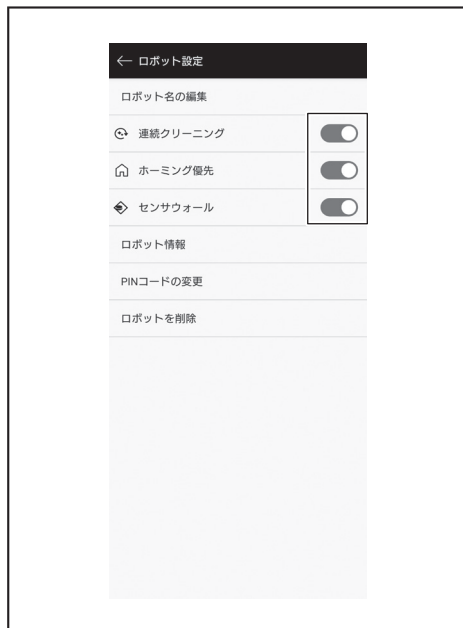 ← ロボット設定
ロボット名の編集
連続クリーニング
ホーミング優先
センサウォール
ロボット情報
PINコードの変更
ロボットを削除